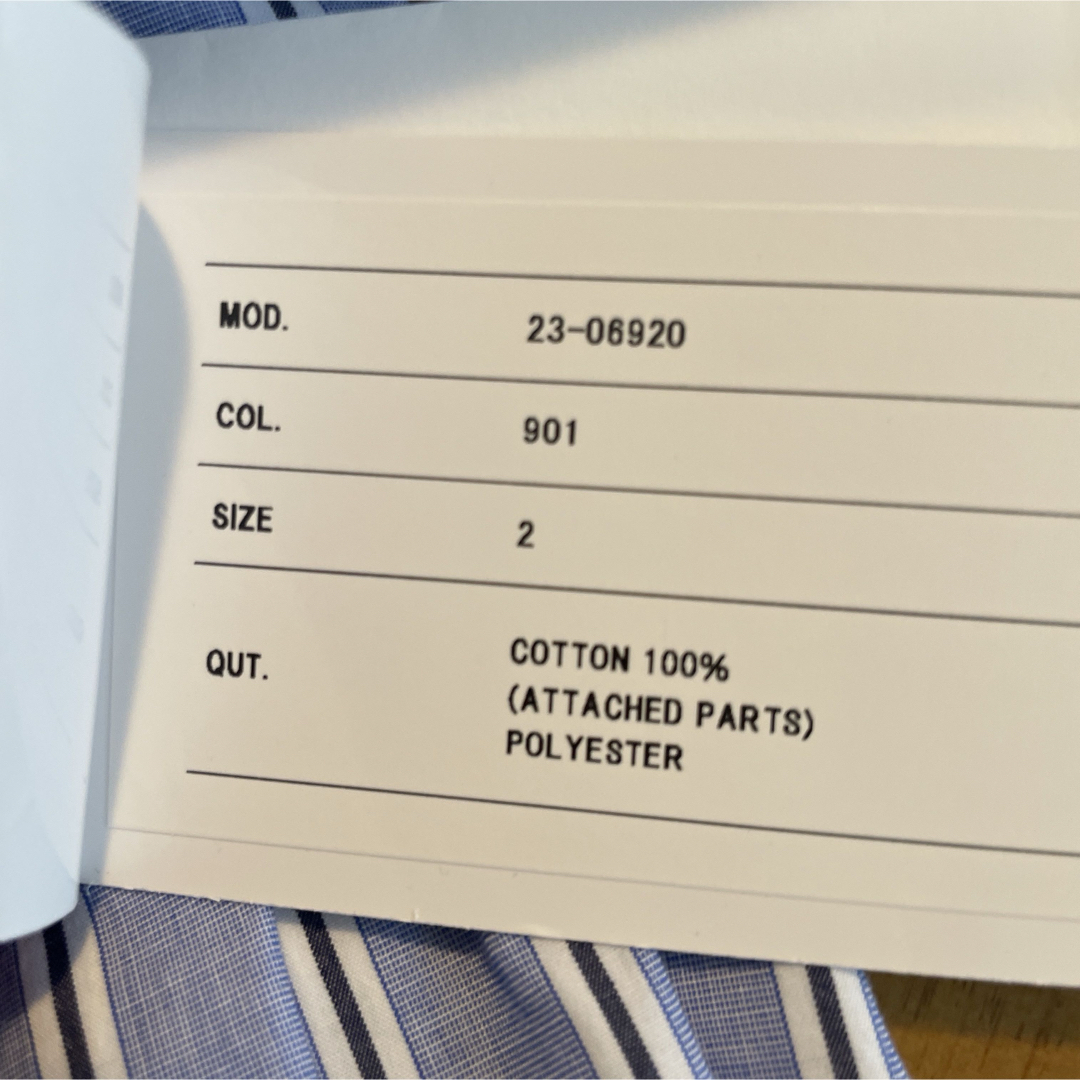 MOD. 23-06920
COL. 901
SIZE 2
QUT. COTTON 100%
(ATTACHED PARTS)
POLYESTER